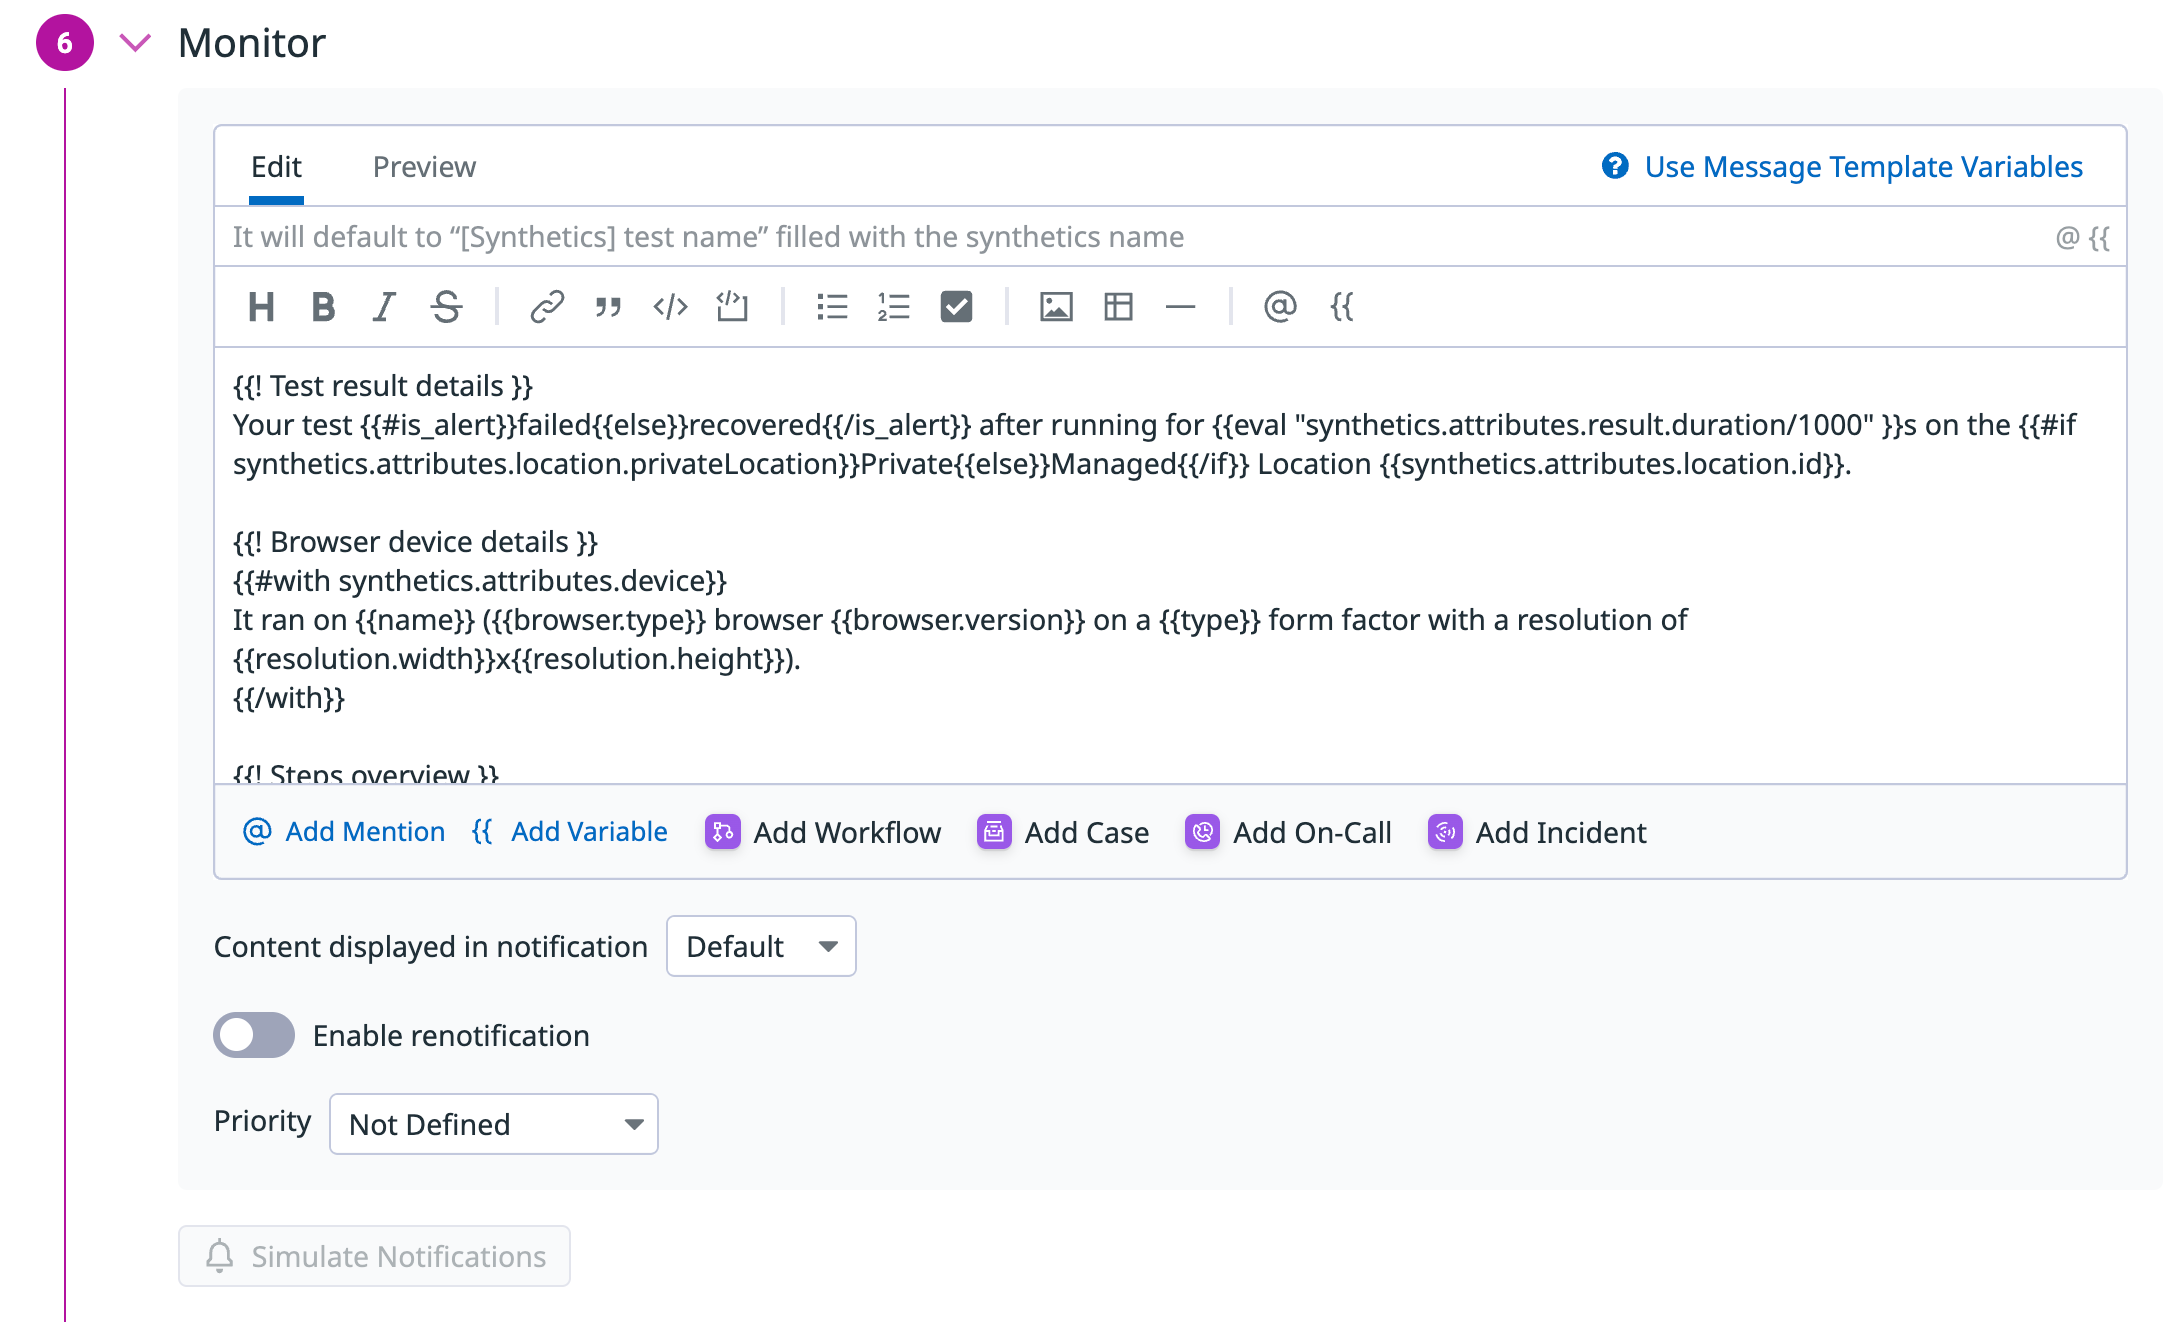 6 Monitor
Edit Preview Use Message Template Variables
It will default to “[Synthetics] test name” filled with the synthetics name @ {{
H B I S </> </> @ {{
{{! Test result details }}
Your test {{#is_alert}}failed{{else}}recovered{{/is_alert}} after running for {{eval "synthetics.attributes.result.duration/1000" }}s on the {{#if
synthetics.attributes.location.privateLocation}}Private{{else}}Managed{{/if}} Location {{synthetics.attributes.location.id}}.
{{! Browser device details }}
{{#with synthetics.attributes.device}}
It ran on {{name}} ({{browser.type}} browser {{browser.version}} on a {{type}} form factor with a resolution of
{{resolution.width}}x{{resolution.height}}).
{{/with}}
{{! Steps overview }}
@ Add Mention {{ Add Variable Add Workflow Add Case Add On-Call Add Incident
Content displayed in notification Default
Enable renotification
Priority Not Defined
Simulate Notifications